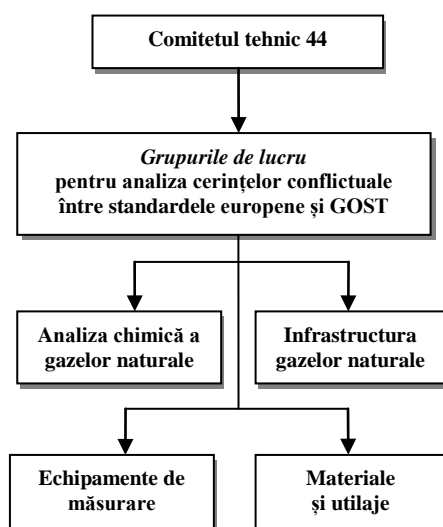 Comitetul tehnic 44
Grupurile de lucru
pentru analiza cerințelor conflictuale
între standardele europene și GOST
Analiza chimică a
gazelor naturale
Infrastructura
gazelor naturale
Echipamente de
măsurare
Materiale
și utilaje